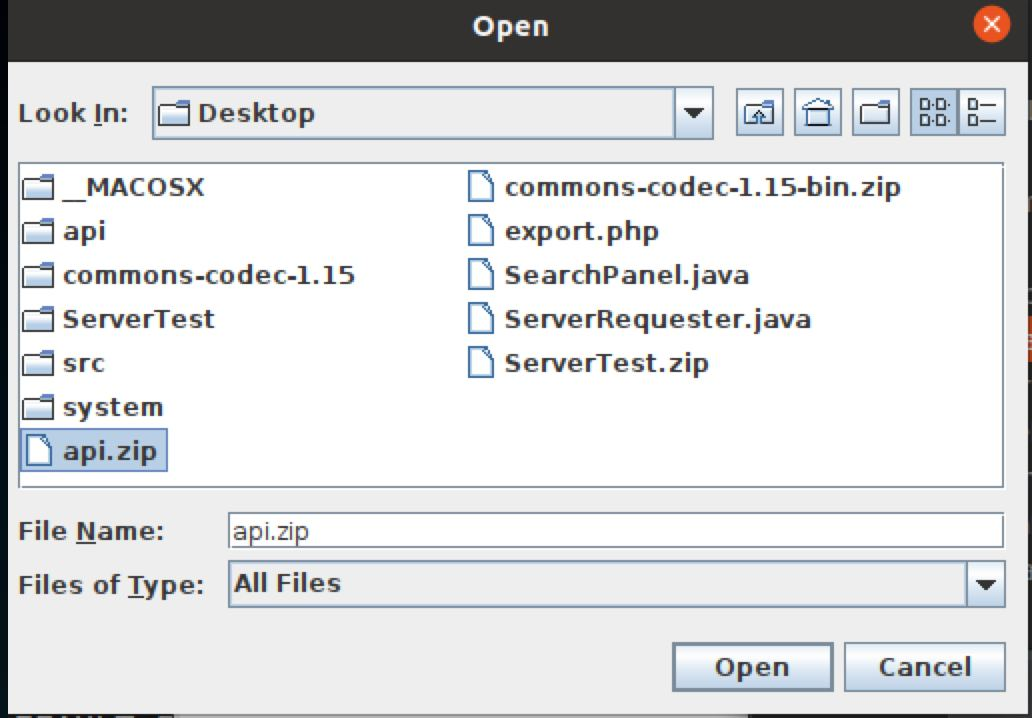 Open
Look In: Desktop
__MACOSX
api
commons-codec-1.15
ServerTest
src
system
api.zip
commons-codec-1.15-bin.zip
export.php
SearchPanel.java
ServerRequester.java
ServerTest.zip
File Name: api.zip
Files of Type: All Files
Open Cancel